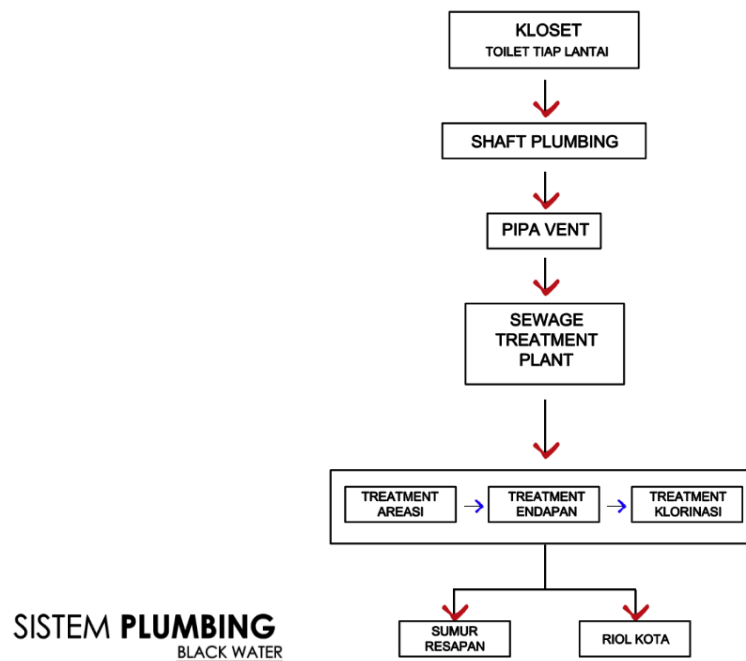 KLOSET
TOILET TIAP LANTAI
SHAFT PLUMBING
PIPA VENT
SEWAGE
TREATMENT
PLANT
TREATMENT
AREASI
TREATMENT
ENDAPAN
TREATMENT
KLORINASI
SUMUR
RESAPAN
RIOL KOTA
SISTEM PLUMBING
BLACK WATER